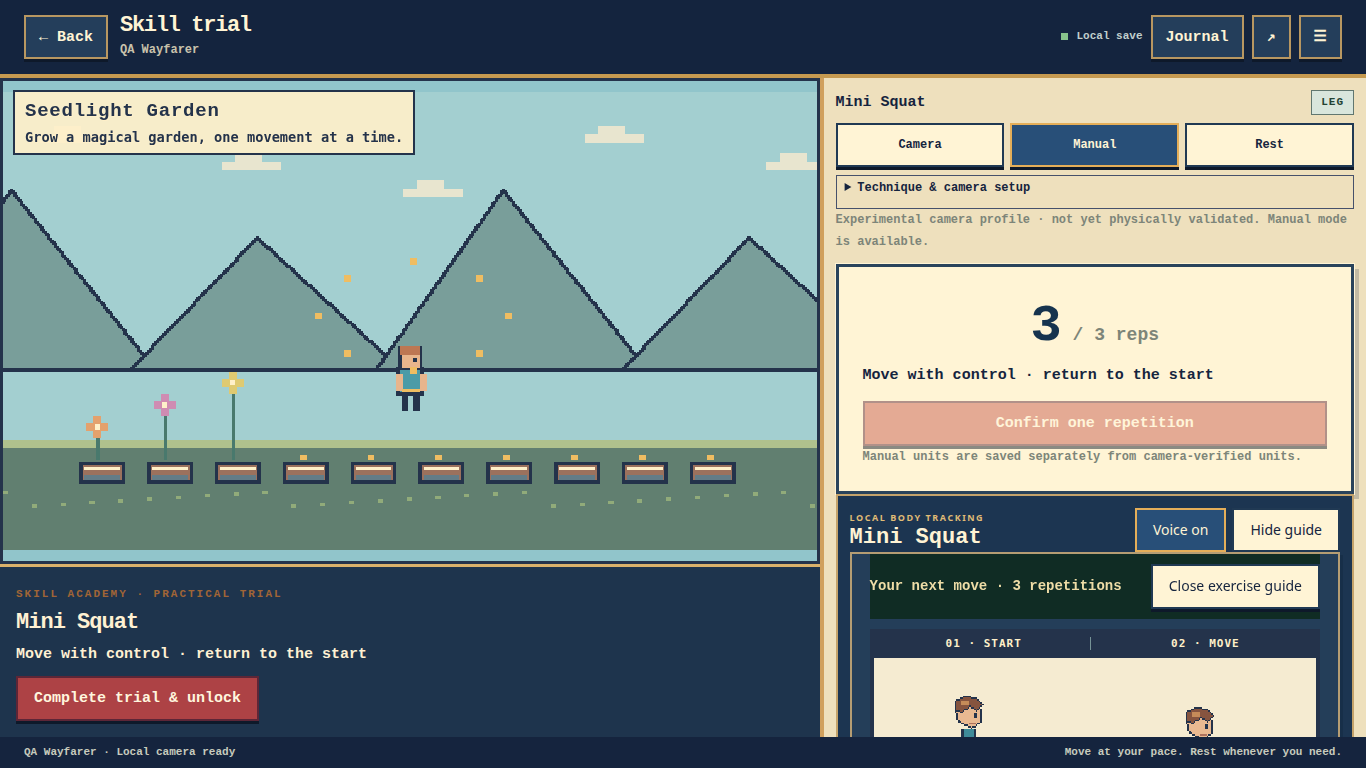 ← Back
Skill trial
QA Wayfarer
Local save
Journal
↗
☰
Seedlight Garden
Grow a magical garden, one movement at a time.
SKILL ACADEMY · PRACTICAL TRIAL
Mini Squat
Move with control · return to the start
Complete trial & unlock
Mini Squat
LEG
Camera
Manual
Rest
▶ Technique & camera setup
Experimental camera profile · not yet physically validated. Manual mode
is available.
3 / 3 reps
Move with control · return to the start
Confirm one repetition
Manual units are saved separately from camera-verified units.
LOCAL BODY TRACKING
Mini Squat
Voice on
Hide guide
Your next move · 3 repetitions
Close exercise guide
01 · START
02 · MOVE
QA Wayfarer · Local camera ready
Move at your pace. Rest whenever you need.